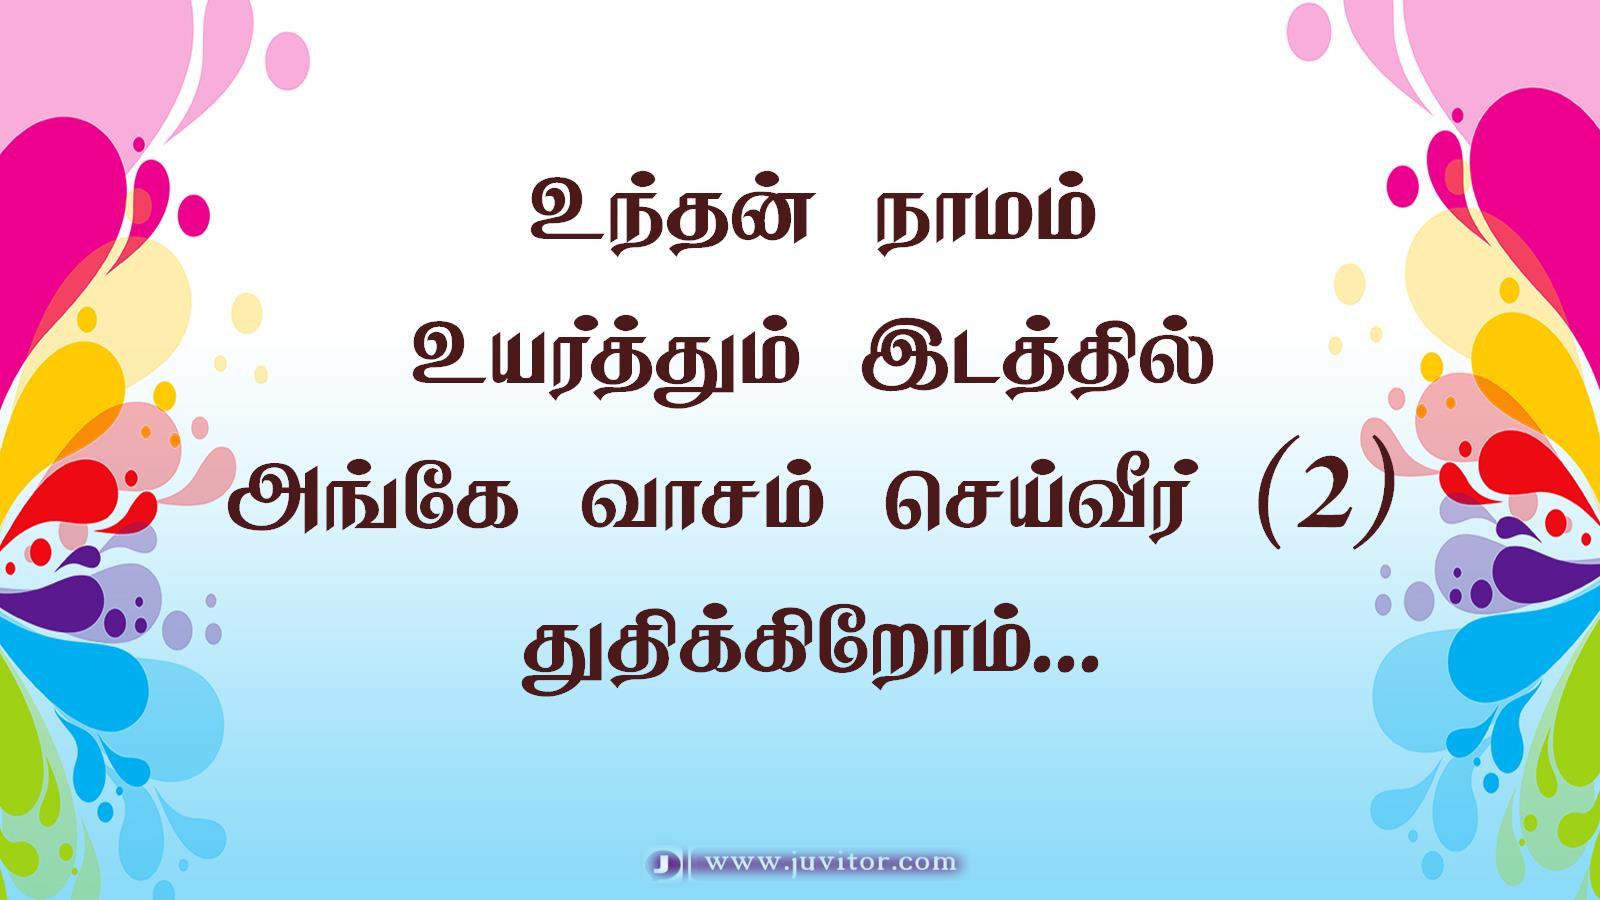 உந்தன் நாமம்
உயர்த்தும் இடத்தில்
அங்கே வாசம் செய்வீர் (2)
துதிக்கிறோம்...
J www.juvitor.com